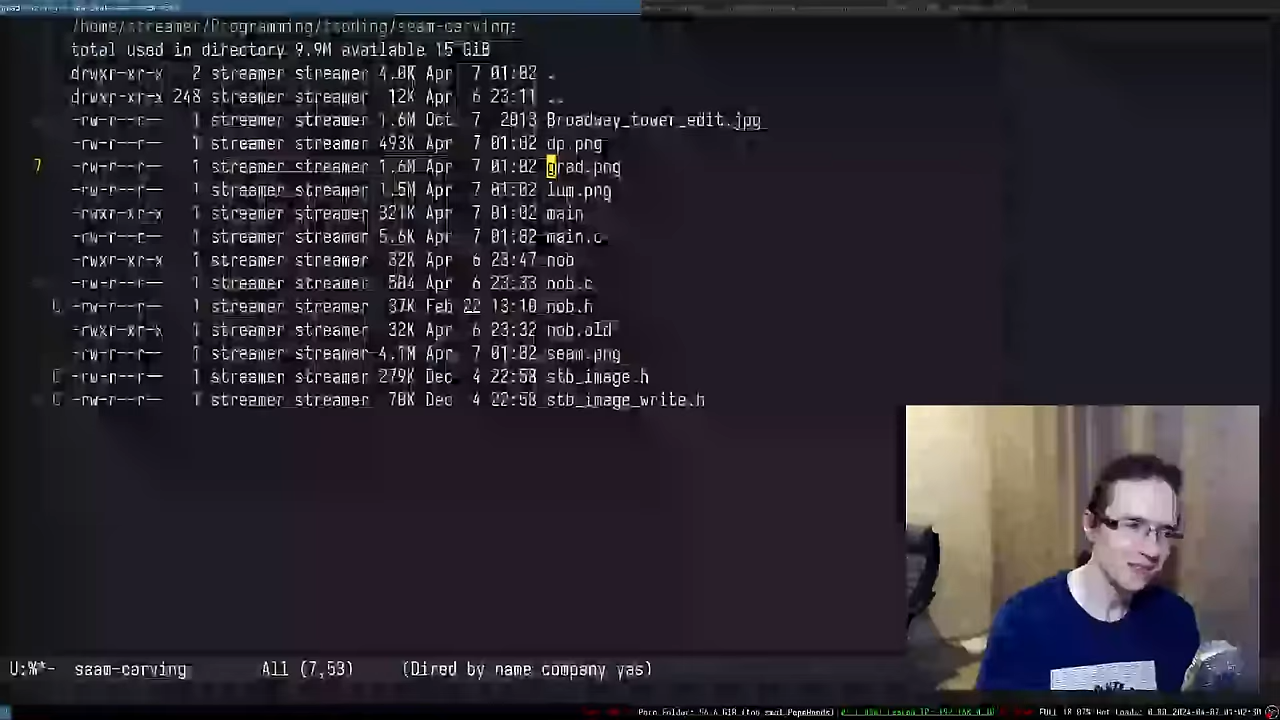 /home/streamer/Programming/tsoding/seam-carving:
total used in directory 9.9M available 15 GiB
drwxr-xr-x 2 streamer streamer 4.0K Apr 7 01:02 .
drwxr-xr-x 248 streamer streamer 12K Apr 6 23:11 ..
-rw-r--r-- 1 streamer streamer 1.6M Oct 7 2013 Broadway_tower_edit.jpg
-rw-r--r-- 1 streamer streamer 493K Apr 7 01:02 dp.png
7 -rw-r--r-- 1 streamer streamer 1.6M Apr 7 01:02 grad.png
-rw-r--r-- 1 streamer streamer 1.5M Apr 7 01:02 lum.png
-rwxr-xr-x 1 streamer streamer 321K Apr 7 01:02 main
-rw-r--r-- 1 streamer streamer 5.6K Apr 7 01:02 main.c
-rwxr-xr-x 1 streamer streamer 32K Apr 6 23:47 nob
-rw-r--r-- 1 streamer streamer 504 Apr 6 23:33 nob.c
-rw-r--r-- 1 streamer streamer 37K Feb 22 13:10 nob.h
-rwxr-xr-x 1 streamer streamer 32K Apr 6 23:32 nob.old
-rw-r--r-- 1 streamer streamer 4.1M Apr 7 01:02 seam.png
-rw-r--r-- 1 streamer streamer 279K Dec 4 22:58 stb_image.h
-rw-r--r-- 1 streamer streamer 70K Dec 4 22:58 stb_image_write.h
U:%*- seam-carving All (7,53) (Dired by name company yas)